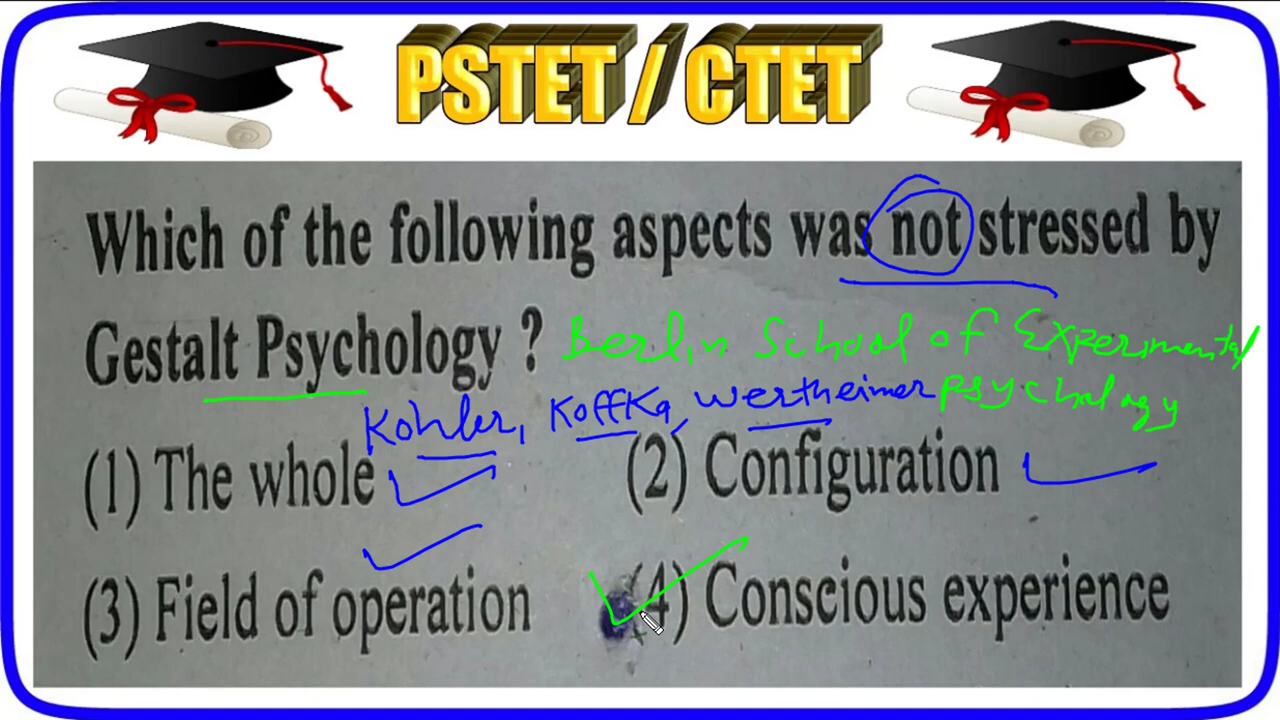 PSTET / CTET
Which of the following aspects was not stressed by
Gestalt Psychology ? Berlin School of Experimental
Kohler, Koffka, Wertheimer Psychology
(1) The whole (2) Configuration
(3) Field of operation (4) Conscious experience